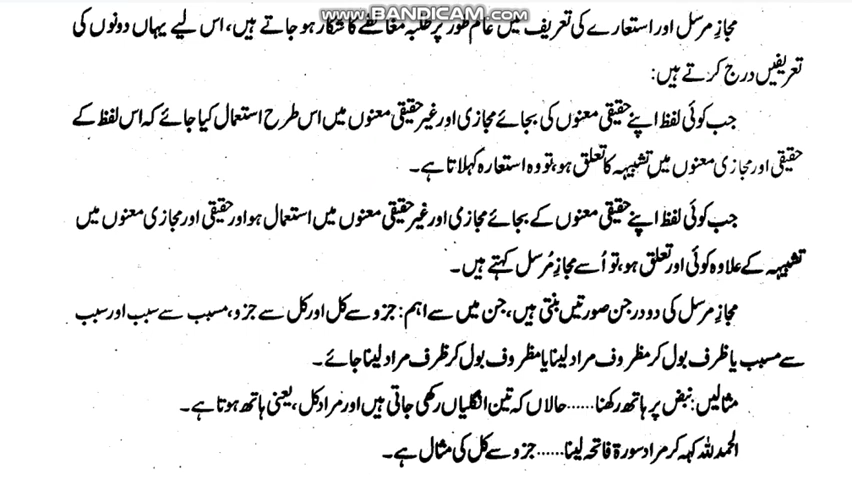 www.BANDICAM.com
مجازِ مرسل اور استعارے کی تعریف میں عام طور پر طلبہ مغالطے کا شکار ہو جاتے ہیں، اس لیے یہاں دونوں کی
تعریفیں درج کرتے ہیں:
جب کوئی لفظ اپنے حقیقی معنوں کی بجائے مجازی اور غیر حقیقی معنوں میں اس طرح استعمال کیا جائے کہ اس لفظ کے
حقیقی اور مجازی معنوں میں تشبیہہ کا تعلق ہو، تو وہ استعارہ کہلاتا ہے۔
جب کوئی لفظ اپنے حقیقی معنوں کے بجائے مجازی اور غیر حقیقی معنوں میں استعمال ہو اور حقیقی اور مجازی معنوں میں
تشبیہہ کے علاوہ کوئی اور تعلق ہو، تو اُسے مجازِ مُرسل کہتے ہیں۔
مجازِ مرسل کی دو درجن صورتیں بنتی ہیں، جن میں سے اہم: جزو سے کل اور کل سے جزو، مسبب سے سبب اور سبب
سے مسبب یا ظرف بول کر مظروف مراد لینا یا مظروف بول کر ظرف مراد لینا جائے۔
مثالیں: نبض پر ہاتھ رکھنا...... حالاں کہ تین انگلیاں رکھی جاتی ہیں اور مراد کل، یعنی ہاتھ ہوتا ہے۔
الحمدللہ کہہ کر مراد سورۃ فاتحہ لینا...... جزو سے کل کی مثال ہے۔